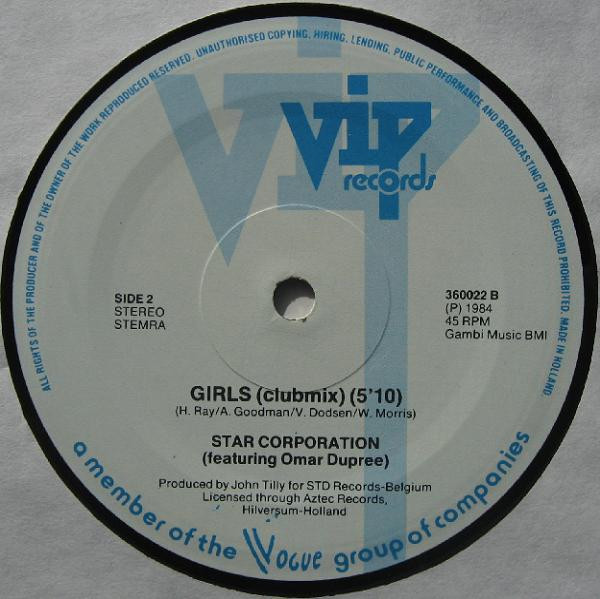 ALL RIGHTS OF THE PRODUCER AND OF THE OWNER OF THE WORK REPRODUCED RESERVED. UNAUTHORISED COPYING, HIRING, LENDING, PUBLIC PERFORMANCE AND BROADCASTING OF THIS RECORD PROHIBITED. MADE IN HOLLAND.
vip
vip
records
SIDE 2
STEREO
STEMRA
360022 B
(P) 1984
45 RPM
Gambi Music BMI
GIRLS (clubmix) (5'10)
(H. Ray/A. Goodman/V. Dodsen/W. Morris)
STAR CORPORATION
(featuring Omar Dupree)
Produced by John Tilly for STD Records-Belgium
Licensed through Aztec Records,
Hilversum-Holland
a member of the Vogue group of companies